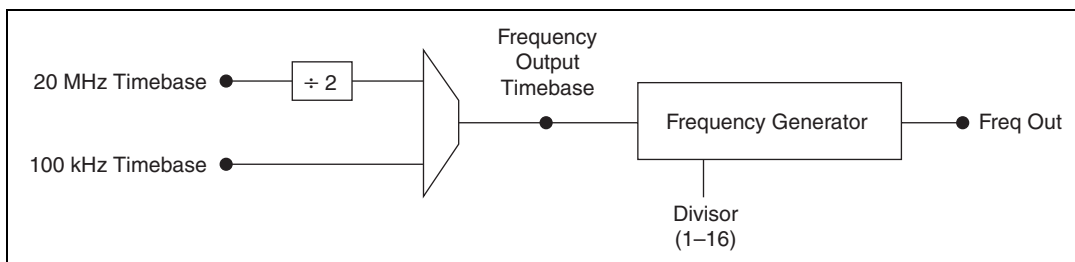 Frequency
Output
Timebase
20 MHz Timebase
÷ 2
Frequency Generator
Freq Out
100 kHz Timebase
Divisor
(1–16)